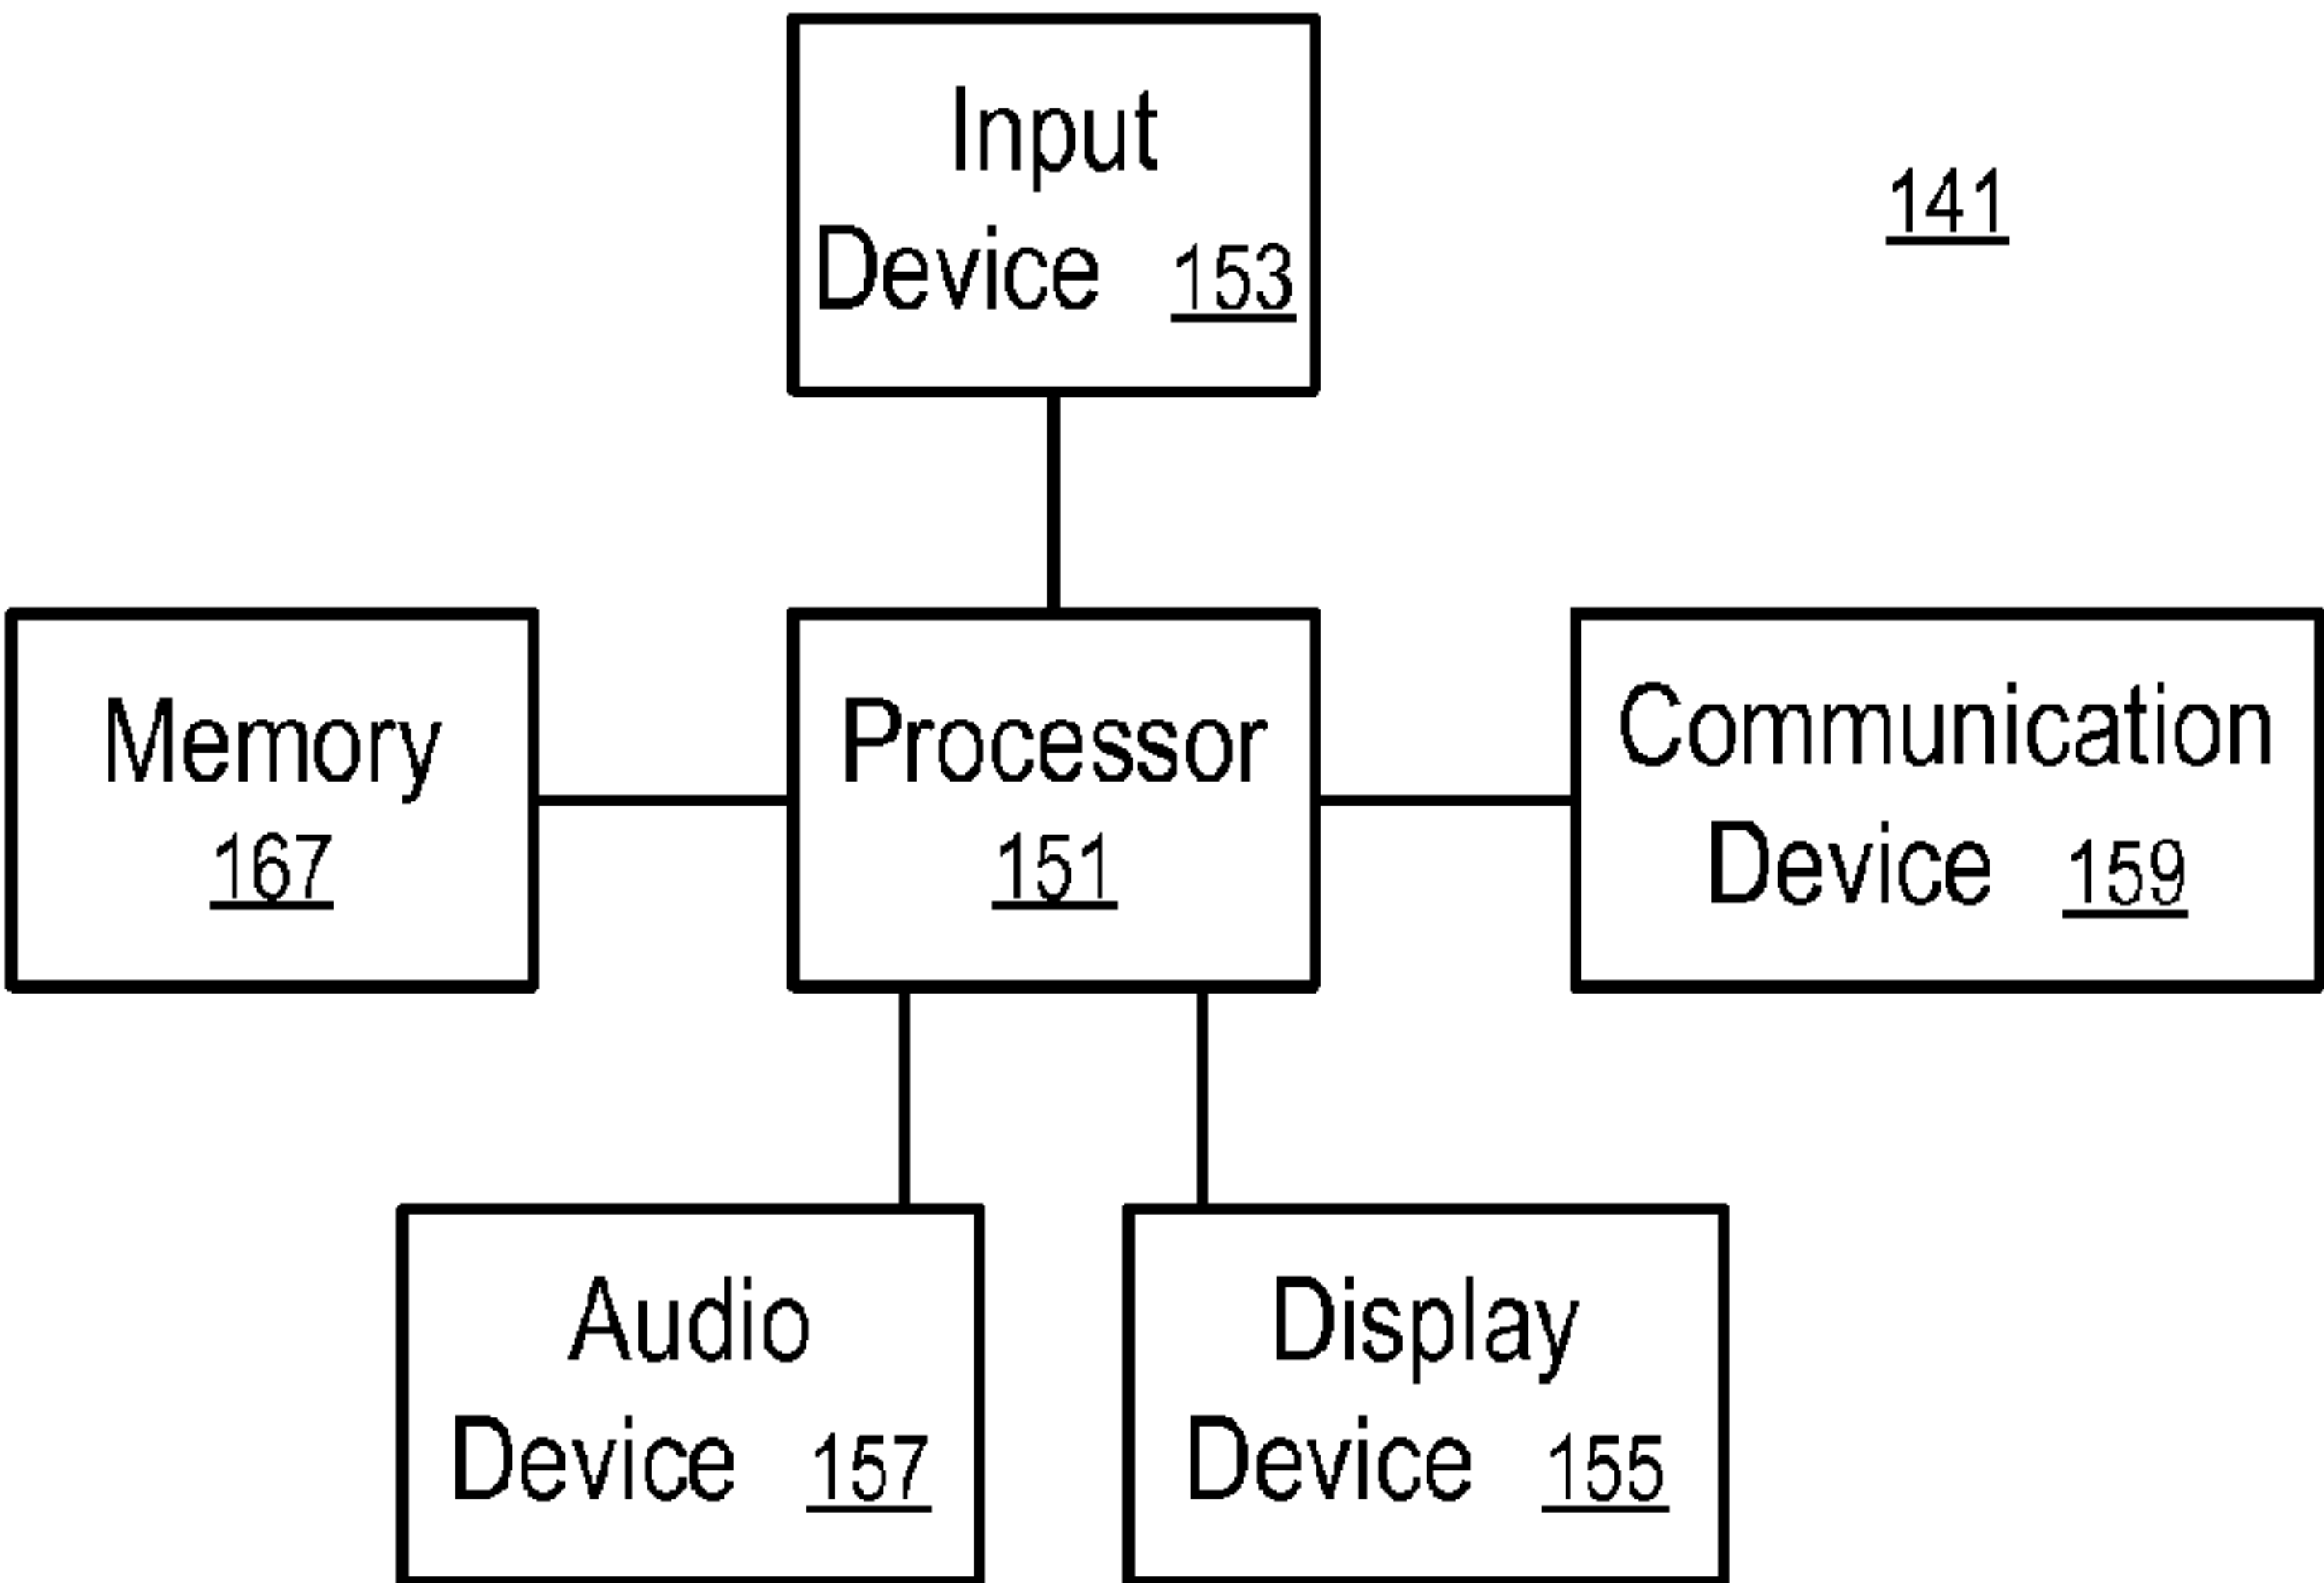 Input
Device 153
141
Memory
167
Processor
151
Communication
Device 159
Audio
Device 157
Display
Device 155